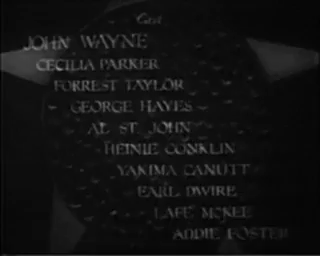 Cast
JOHN WAYNE
CECILIA PARKER
FORREST TAYLOR
GEORGE HAYES
AL ST. JOHN
HEINIE CONKLIN
YAKIMA CANUTT
EARL DWIRE
LAFE MCKEE
ADDIE FOSTER